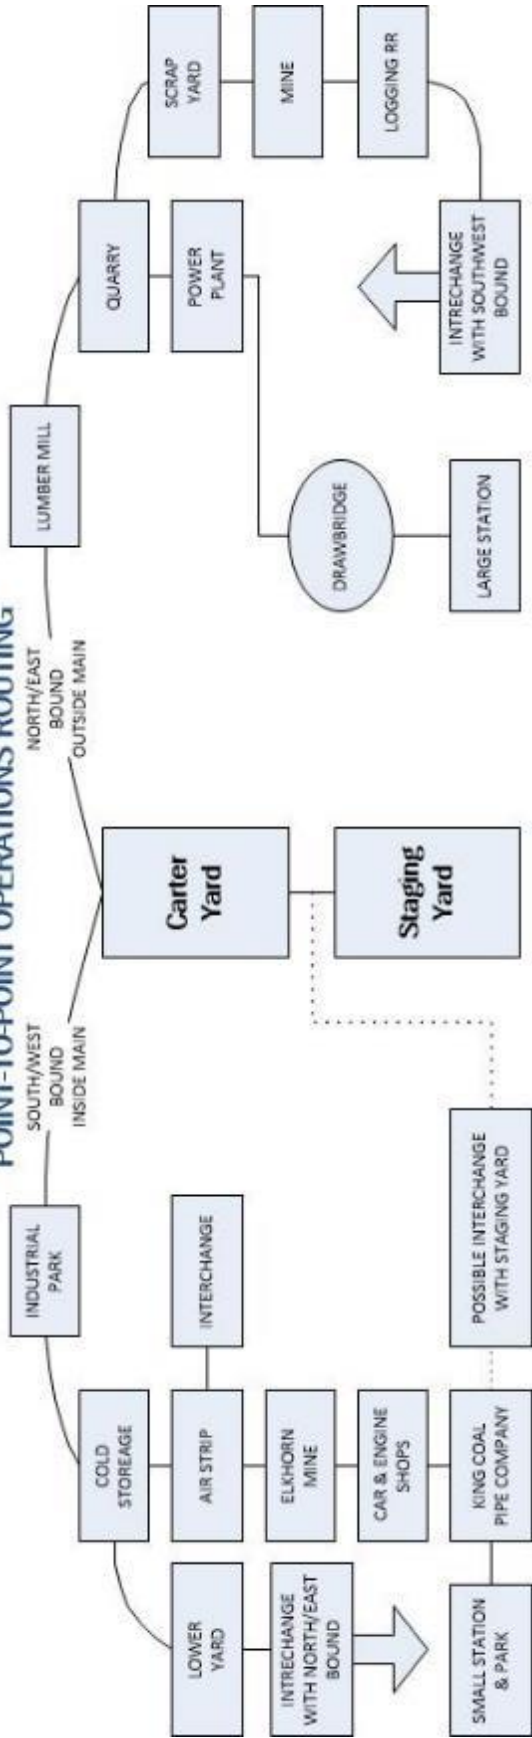 POINT-TO-POINT OPERATIONS ROUTING
INDUSTRIAL
PARK
SOUTH/WEST
BOUND
INSIDE MAIN
NORTH/EAST
BOUND
OUTSIDE MAIN
LUMBER MILL
COLD
STOREAGE
LOWER
YARD
INTRECHANGE
WITH NORTH/EAST
BOUND
AIR STRIP
INTERCHANGE
ELKHORN
MINE
CAR & ENGINE
SHOPS
KING COAL
PIPE COMPANY
SMALL STATION
& PARK
POSSIBLE INTERCHANGE
WITH STAGING YARD
Carter
Yard
Staging
Yard
QUARRY
POWER
PLANT
DRAWBRIDGE
LARGE STATION
SCRAP
YARD
MINE
LOGGING RR
INTRECHANGE
WITH SOUTHWEST
BOUND